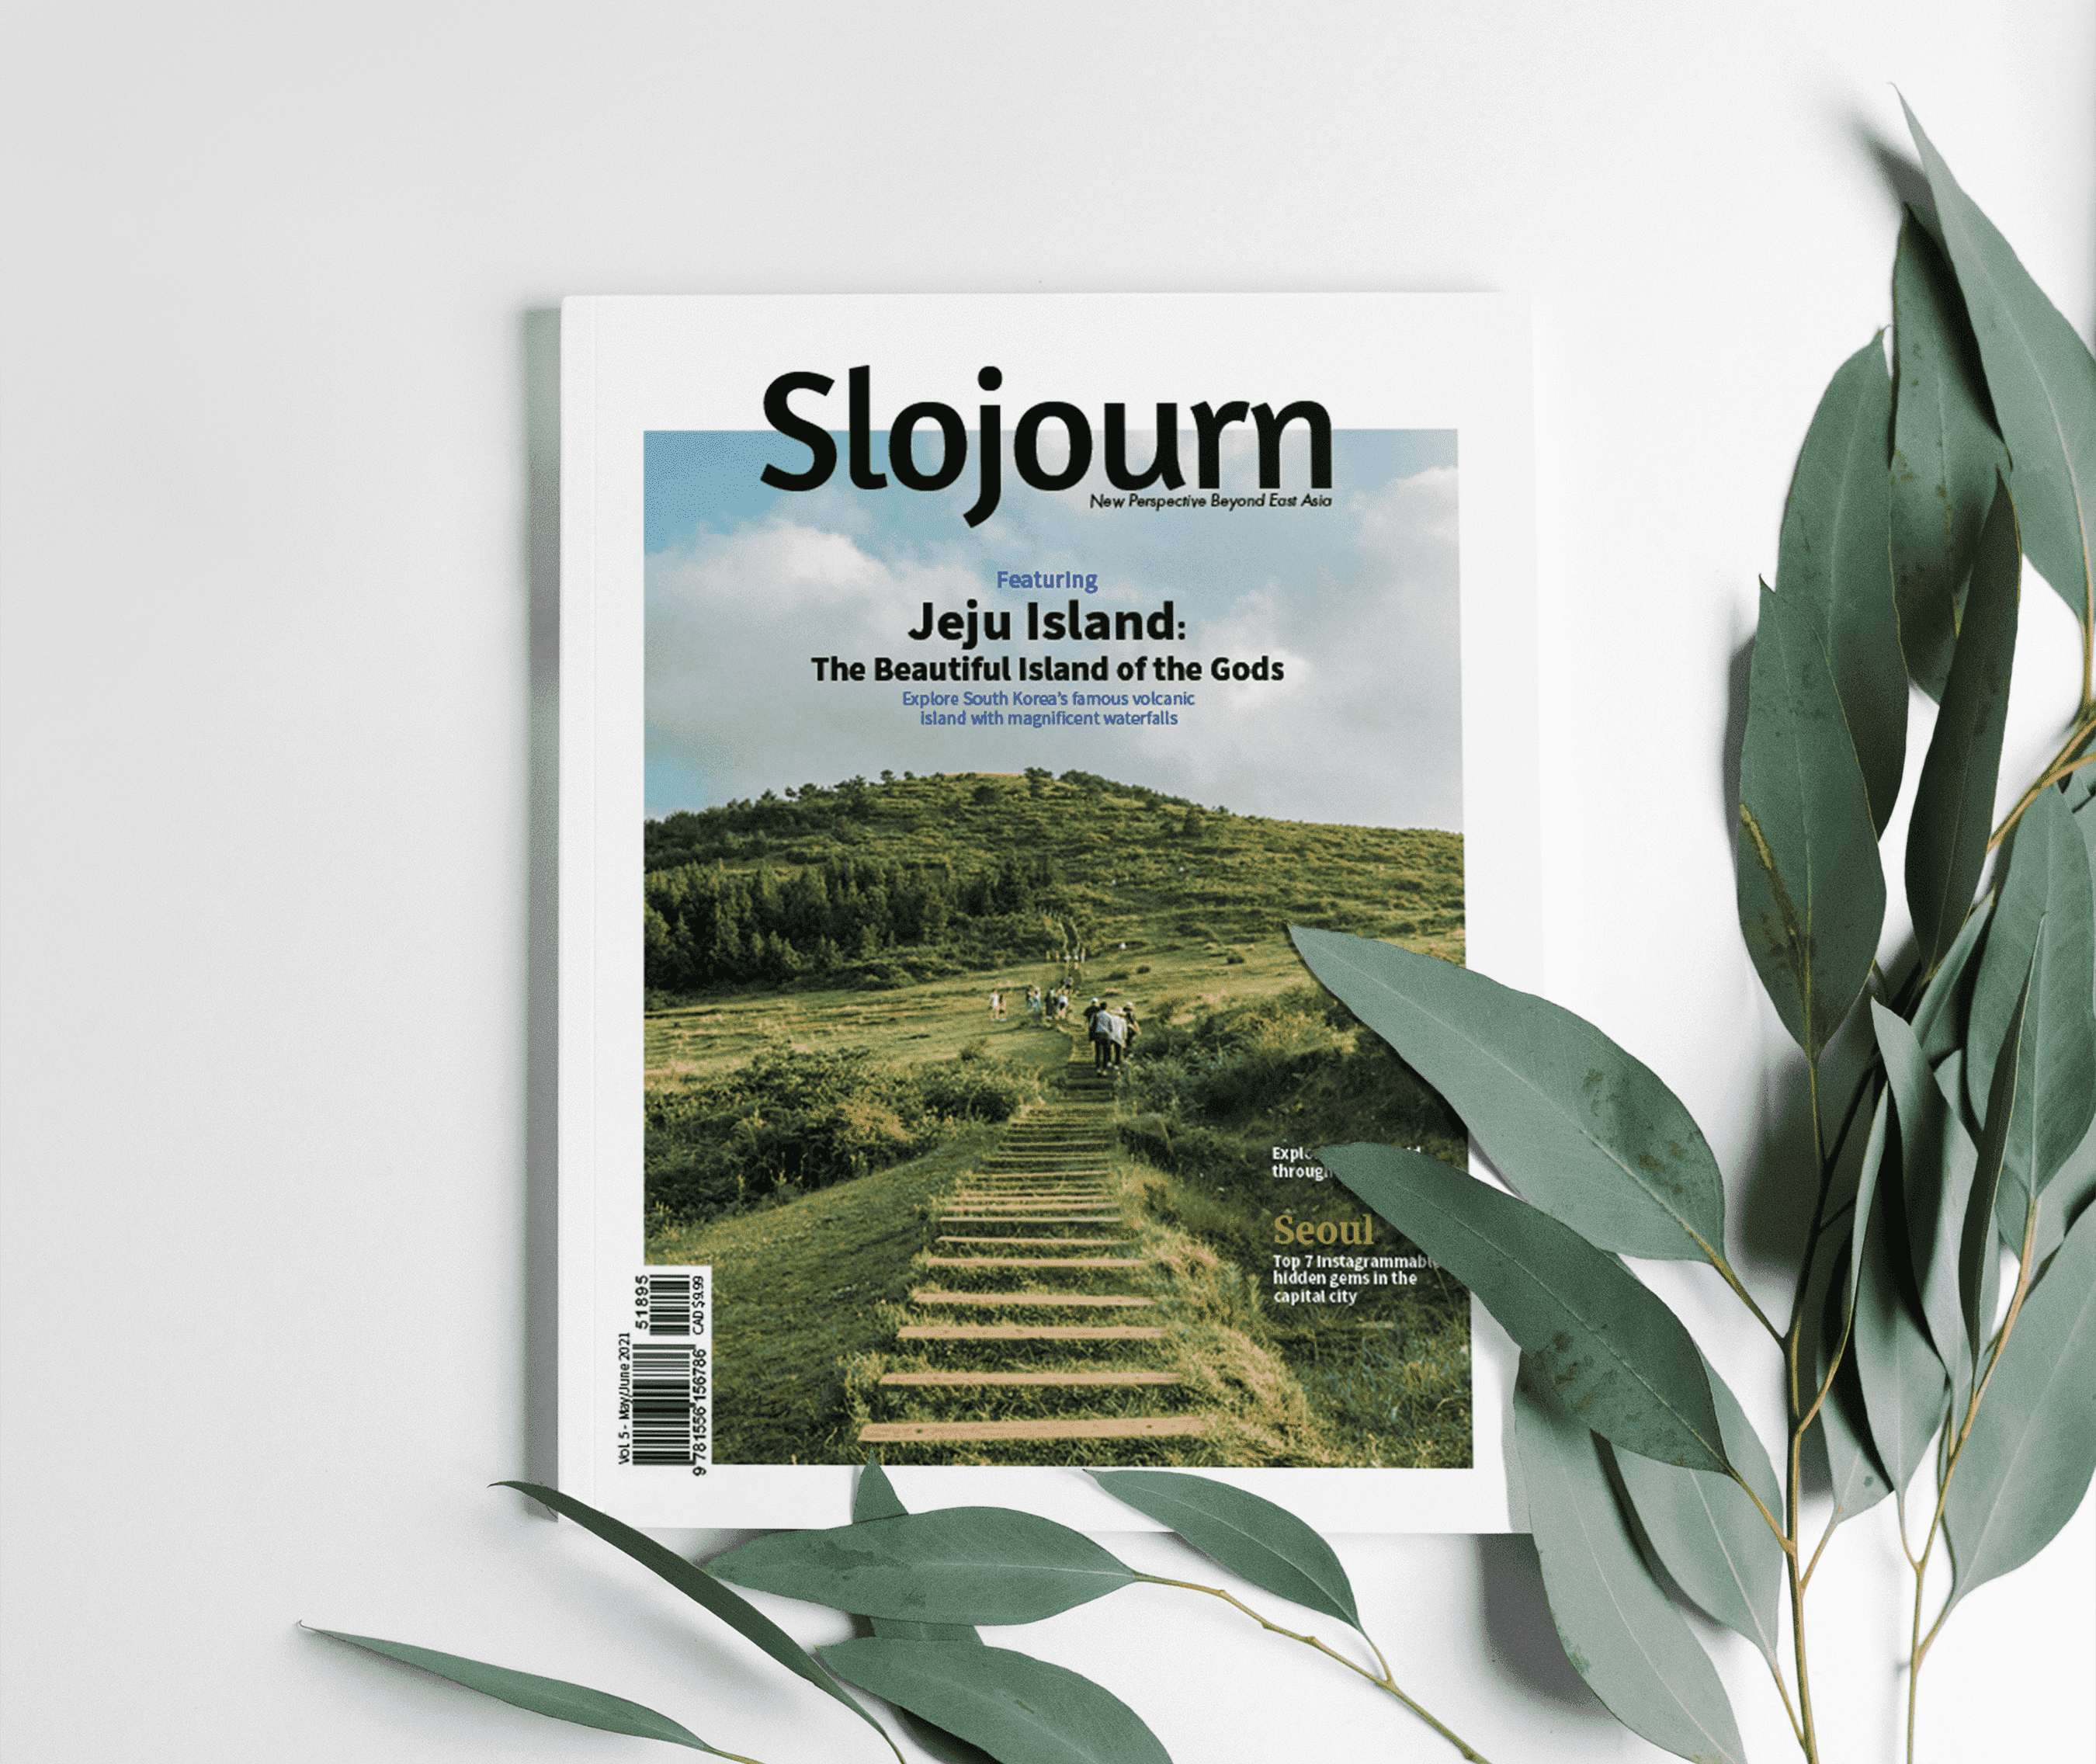 Slojourn
New Perspective Beyond East Asia
Featuring
Jeju Island:
The Beautiful Island of the Gods
Explore South Korea's famous volcanic
island with magnificent waterfalls
through
Seoul
Top 7 Instagrammable
hidden gems in the
capital city
Vol 5 - May/June 2021
51895
CAD $9.99
9 781556 156786